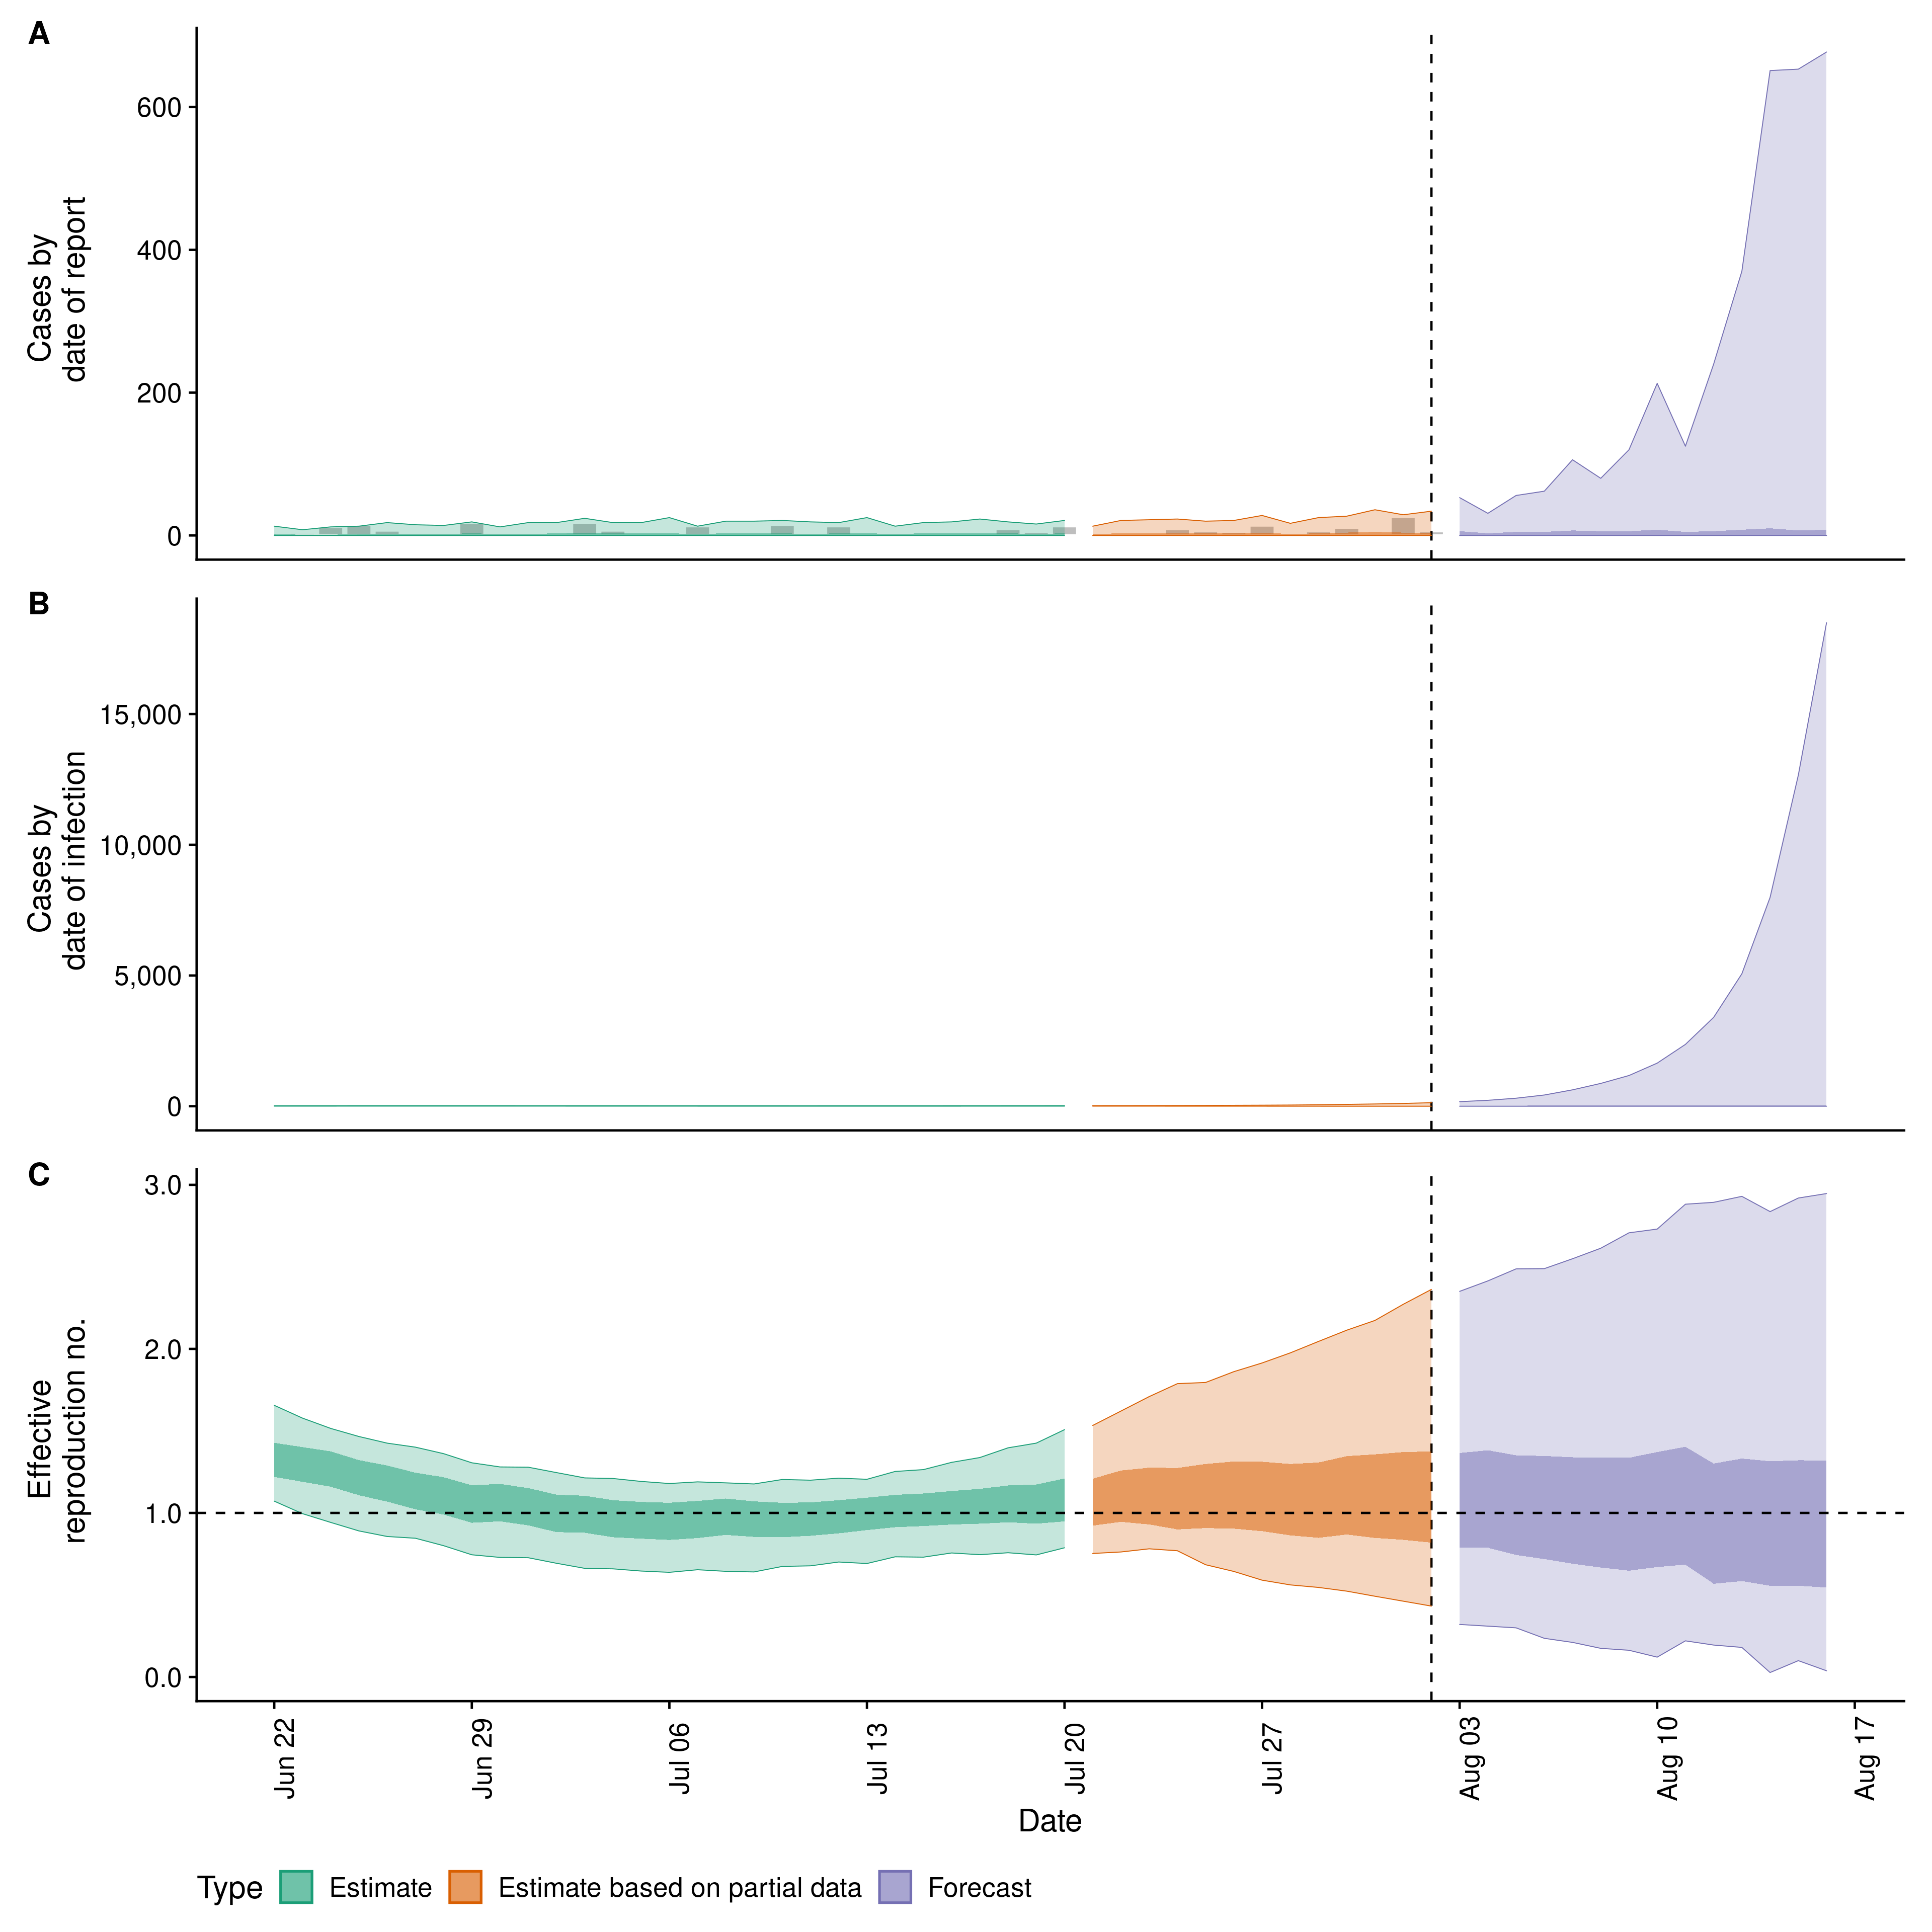 A
Cases by
date of report
600
400
200
0
B
Cases by
date of infection
15,000
10,000
5,000
0
C
Effective
reproduction no.
3.0
2.0
1.0
0.0
Jun 22
Jun 29
Jul 06
Jul 13
Jul 20
Jul 27
Aug 03
Aug 10
Aug 17
Date
Type Estimate Estimate based on partial data Forecast